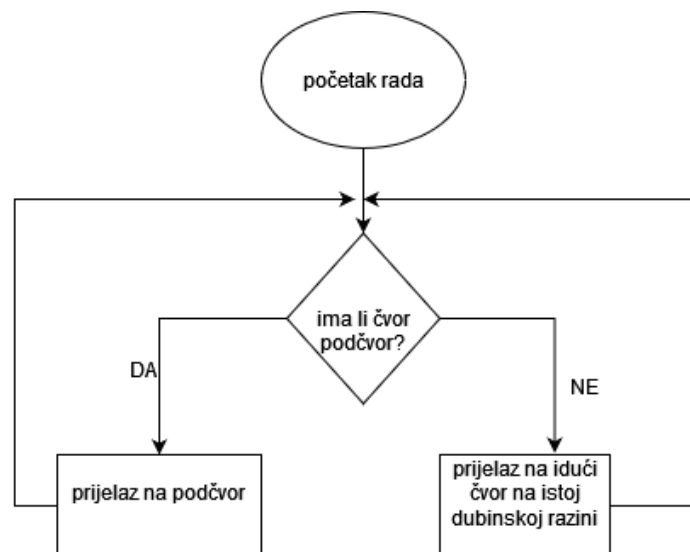 početak rada
ima li čvor
podčvor?
DA
NE
prijelaz na podčvor
prijelaz na idući
čvor na istoj
dubinskoj razini